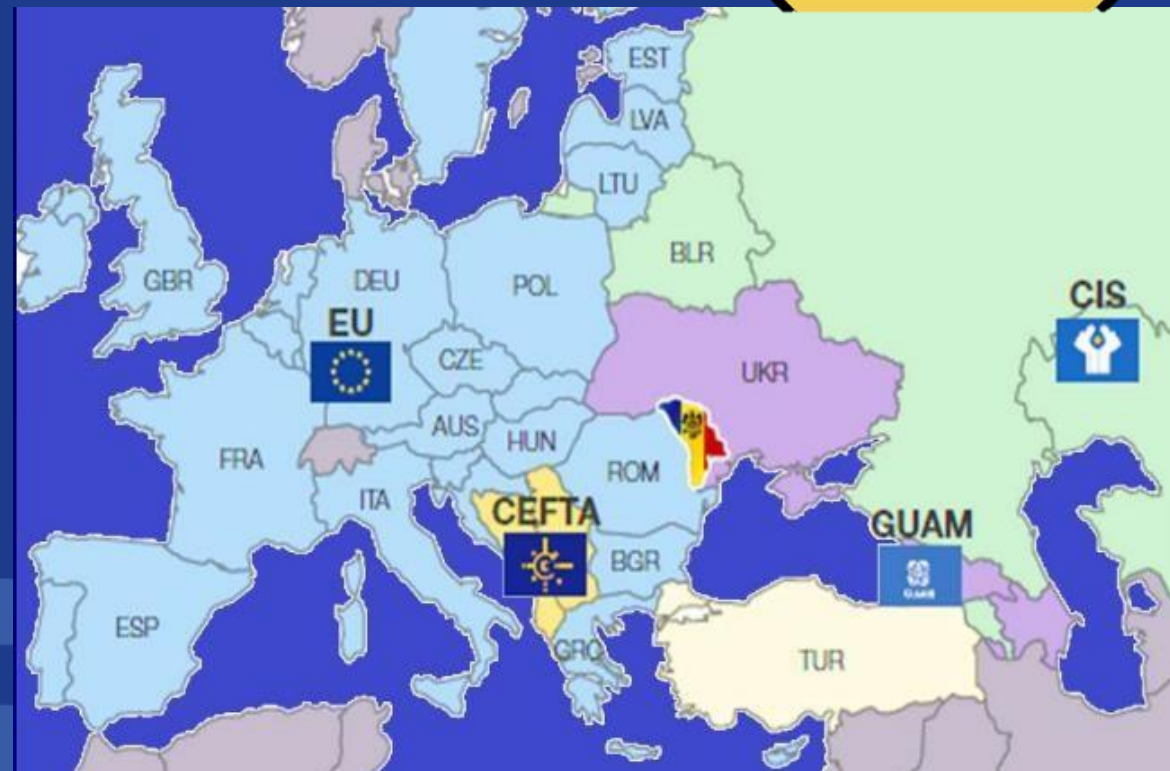 EST
LVA
LTU
BLR
GBR
DEU
POL
CIS
EU
CZE
UKR
AUS
HUN
FRA
ROM
ITA
CEFTA
GUAM
BGR
ESP
GRC
TUR